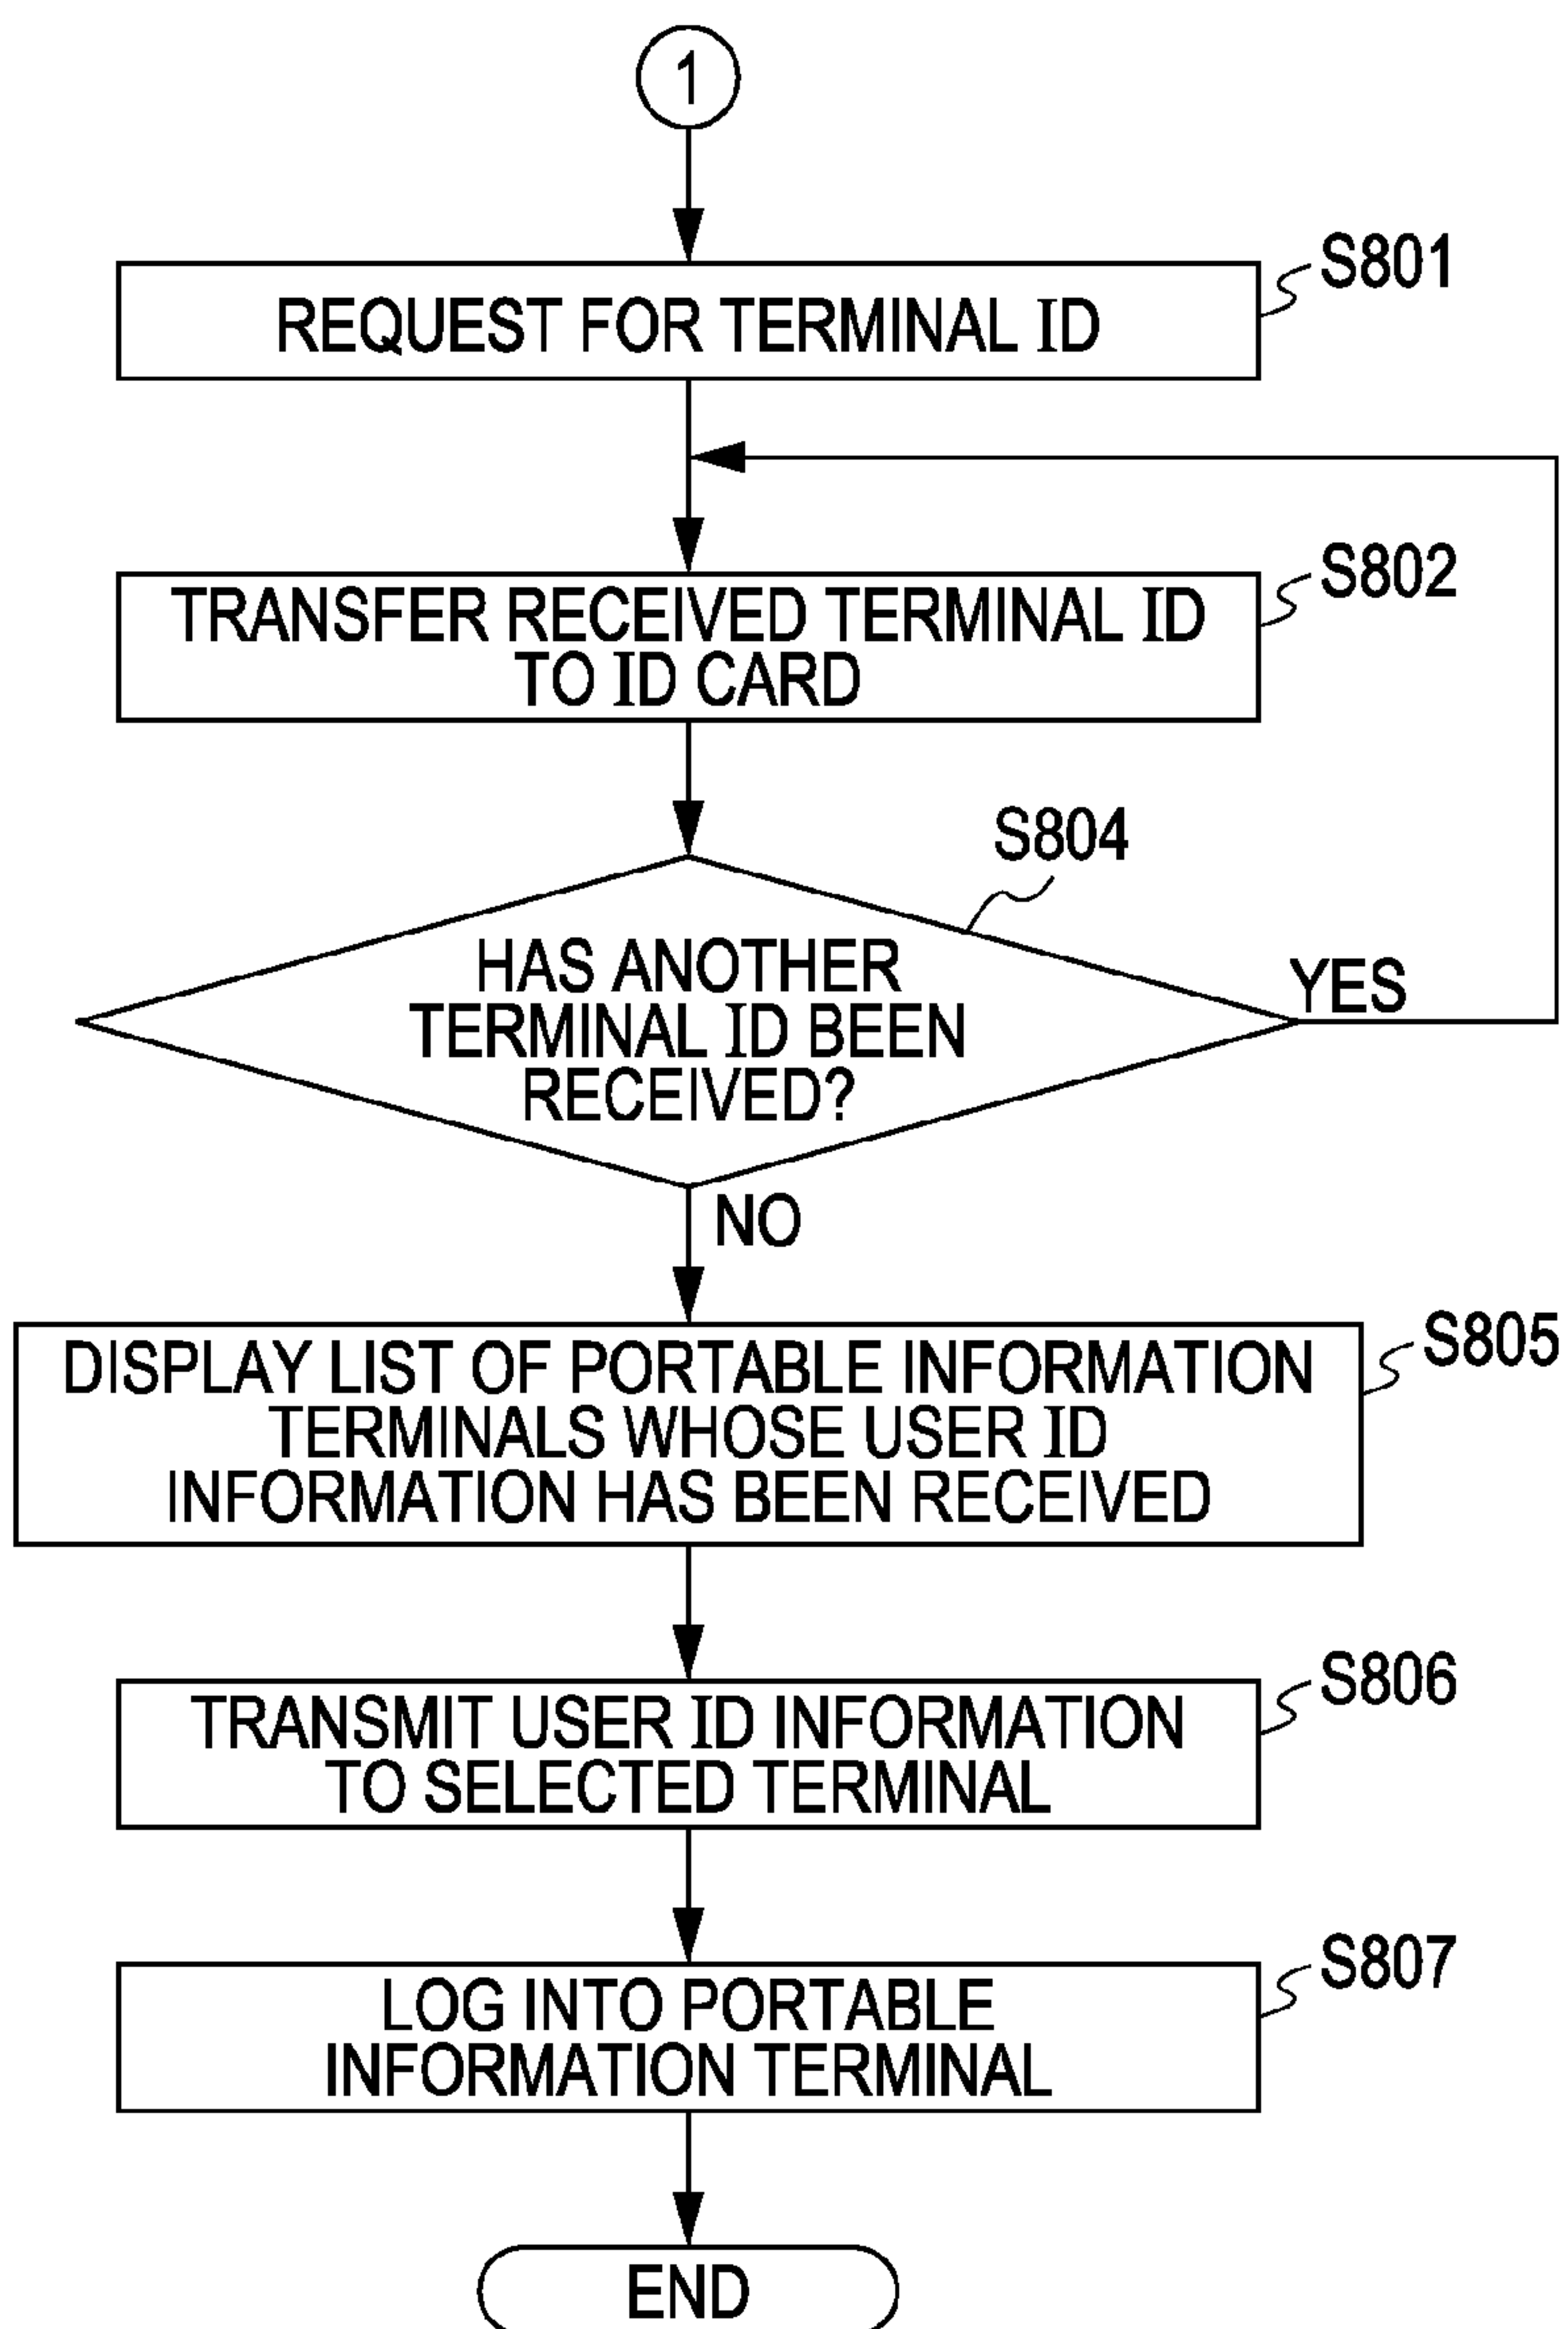 1
S801
REQUEST FOR TERMINAL ID
S802
TRANSFER RECEIVED TERMINAL ID
TO ID CARD
S804
HAS ANOTHER
TERMINAL ID BEEN
RECEIVED?
YES
NO
S805
DISPLAY LIST OF PORTABLE INFORMATION
TERMINALS WHOSE USER ID
INFORMATION HAS BEEN RECEIVED
S806
TRANSMIT USER ID INFORMATION
TO SELECTED TERMINAL
S807
LOG INTO PORTABLE
INFORMATION TERMINAL
END